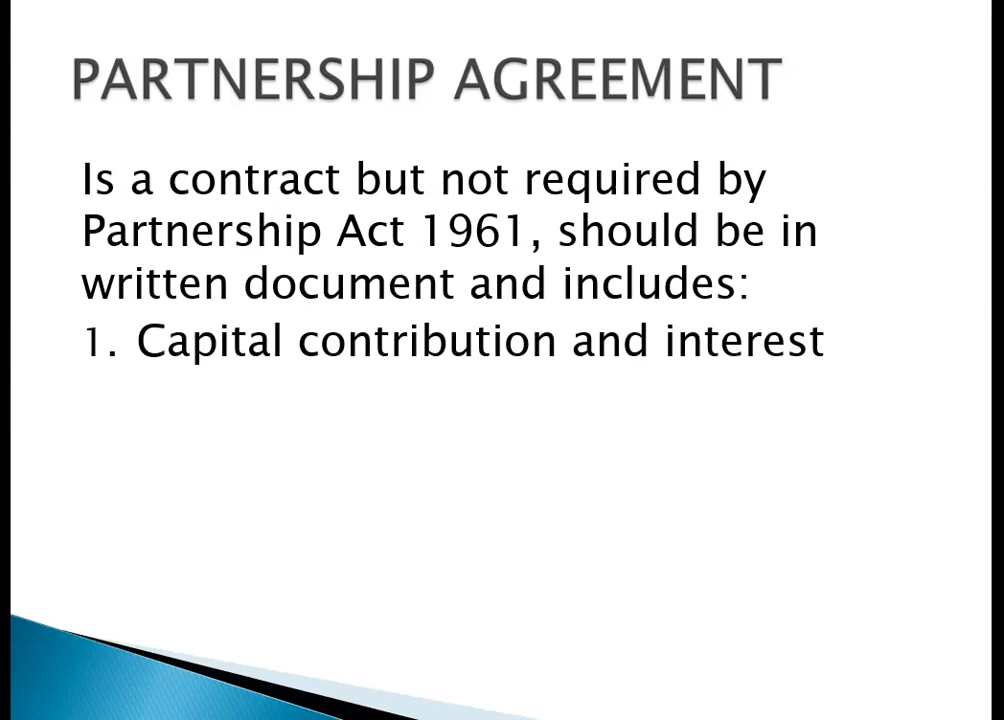 PARTNERSHIP AGREEMENT
Is a contract but not required by
Partnership Act 1961, should be in
written document and includes:
1. Capital contribution and interest